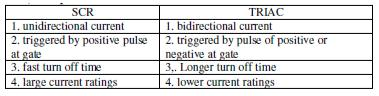 SCR TRIAC
1. unidirectional current 1. bidirectional current
2. triggered by positive pulse at gate 2. triggered by pulse of positive or negative at gate
3. fast turn off time 3,. Longer turn off time
4. large current ratings 4. lower current ratings